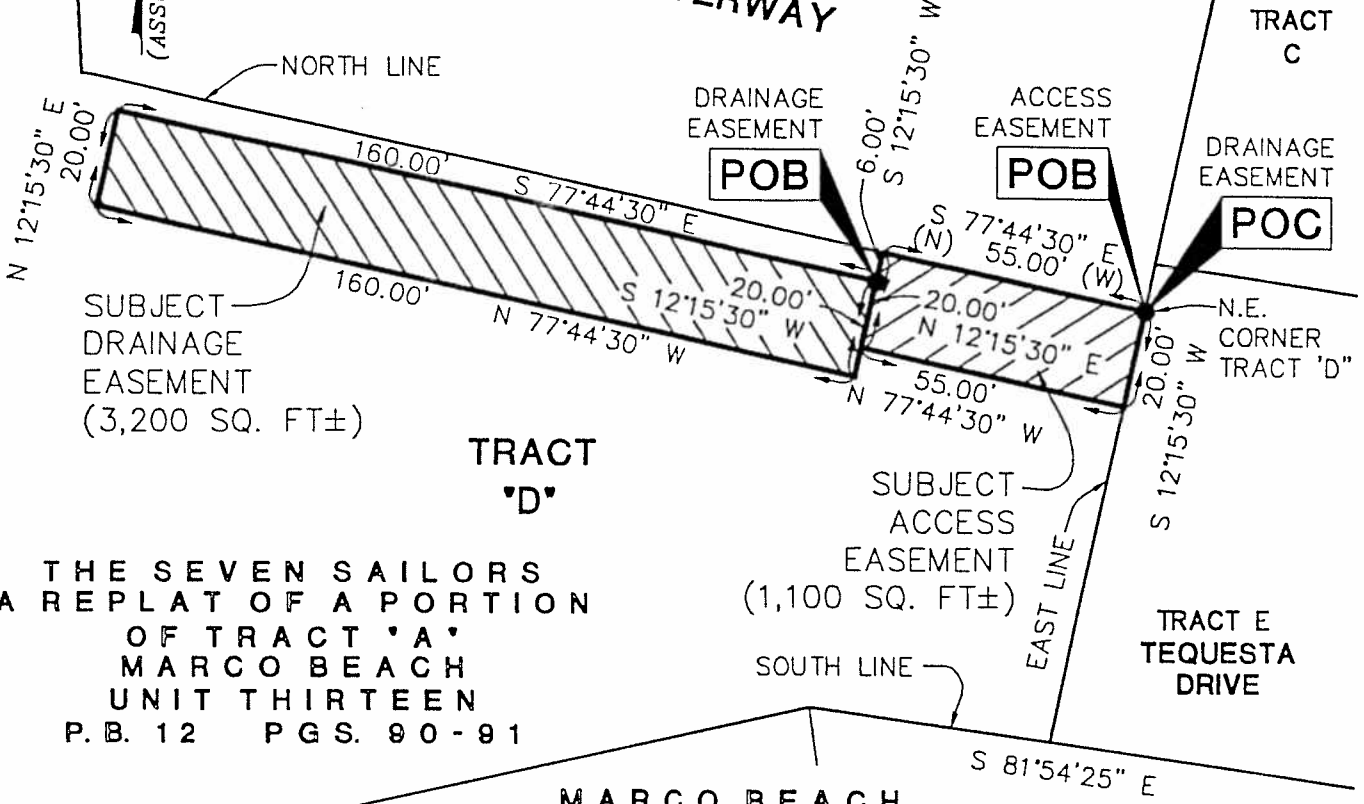 (ASS
ERWAY
S 12°15'30" W
6.00'
TRACT
C
NORTH LINE
DRAINAGE
EASEMENT
POB
ACCESS
EASEMENT
POB
DRAINAGE
EASEMENT
POC
N 12°15'30" E
20.00'
160.00'
S 77°44'30" E
S 77°44'30" E
(N) 55.00' (W)
160.00'
N 77°44'30" W
20.00'
S 12°15'30" W
20.00'
N 12°15'30" E
55.00'
N 77°44'30" W
20.00'
S 12°15'30" W
N.E.
CORNER
TRACT 'D"
SUBJECT
DRAINAGE
EASEMENT
(3,200 SQ. FT±)
TRACT
"D"
SUBJECT
ACCESS
EASEMENT
(1,100 SQ. FT±)
EAST LINE
THE SEVEN SAILORS
A REPLAT OF A PORTION
OF TRACT "A"
MARCO BEACH
UNIT THIRTEEN
P.B. 12 PGS. 90-91
SOUTH LINE
TRACT E
TEQUESTA
DRIVE
S 81°54'25" E
MARCO BEACH